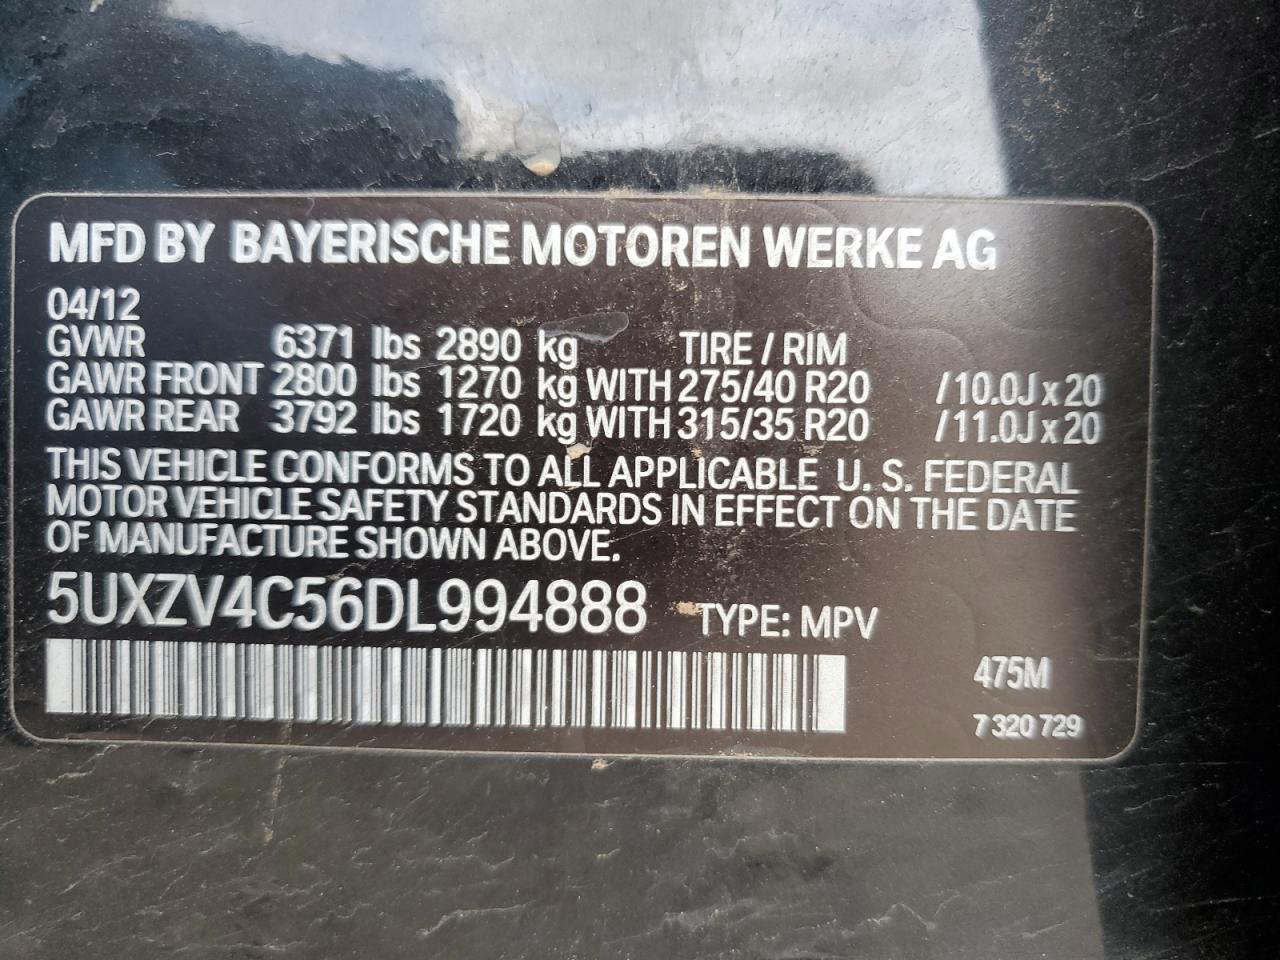 MFD BY BAYERISCHE MOTOREN WERKE AG
04/12
GVWR 6371 lbs 2890 kg TIRE / RIM
GAWR FRONT 2800 lbs 1270 kg WITH 275/40 R20 /10.0J x 20
GAWR REAR 3792 lbs 1720 kg WITH 315/35 R20 /11.0J x 20
THIS VEHICLE CONFORMS TO ALL APPLICABLE U. S. FEDERAL
MOTOR VEHICLE SAFETY STANDARDS IN EFFECT ON THE DATE
OF MANUFACTURE SHOWN ABOVE.
5UXZV4C56DL994888 TYPE: MPV
475M
7 320 729